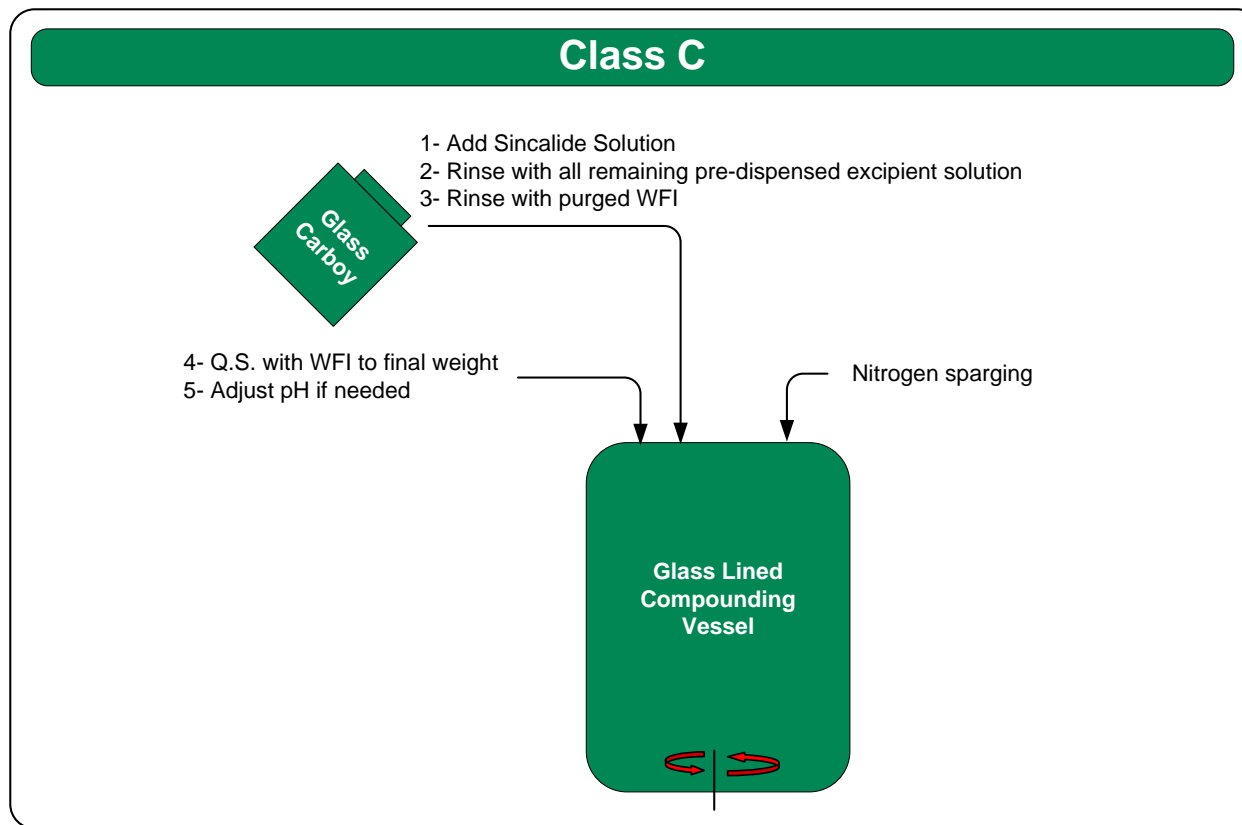 Class C
1- Add Sincalide Solution
2- Rinse with all remaining pre-dispensed excipient solution
3- Rinse with purged WFI
Glass
Carboy
4- Q.S. with WFI to final weight
5- Adjust pH if needed
Nitrogen sparging
Glass Lined
Compounding
Vessel